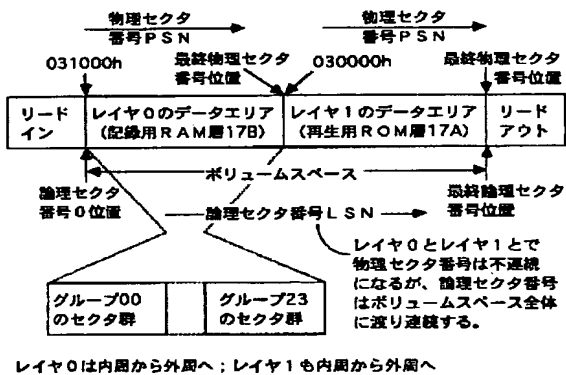 物理セクタ
番号PSN
物理セクタ
番号PSN
031000h
最終物理セクタ
番号位置
030000h
最終物理セクタ
番号位置
リード
イン
レイヤ0のデータエリア
(記録用RAM層17B)
レイヤ1のデータエリア
(再生用ROM層17A)
リード
アウト
ボリュームスペース
論理セクタ
番号0位置
論理セクタ番号LSN
最終論理セクタ
番号位置
レイヤ0とレイヤ1とで
物理セクタ番号は不連続
になるが、論理セクタ番号
はボリュームスペース全体
に渡り連続する。
グループ00
のセクタ群
グループ23
のセクタ群
レイヤ0は内周から外周へ;レイヤ1も内周から外周へ